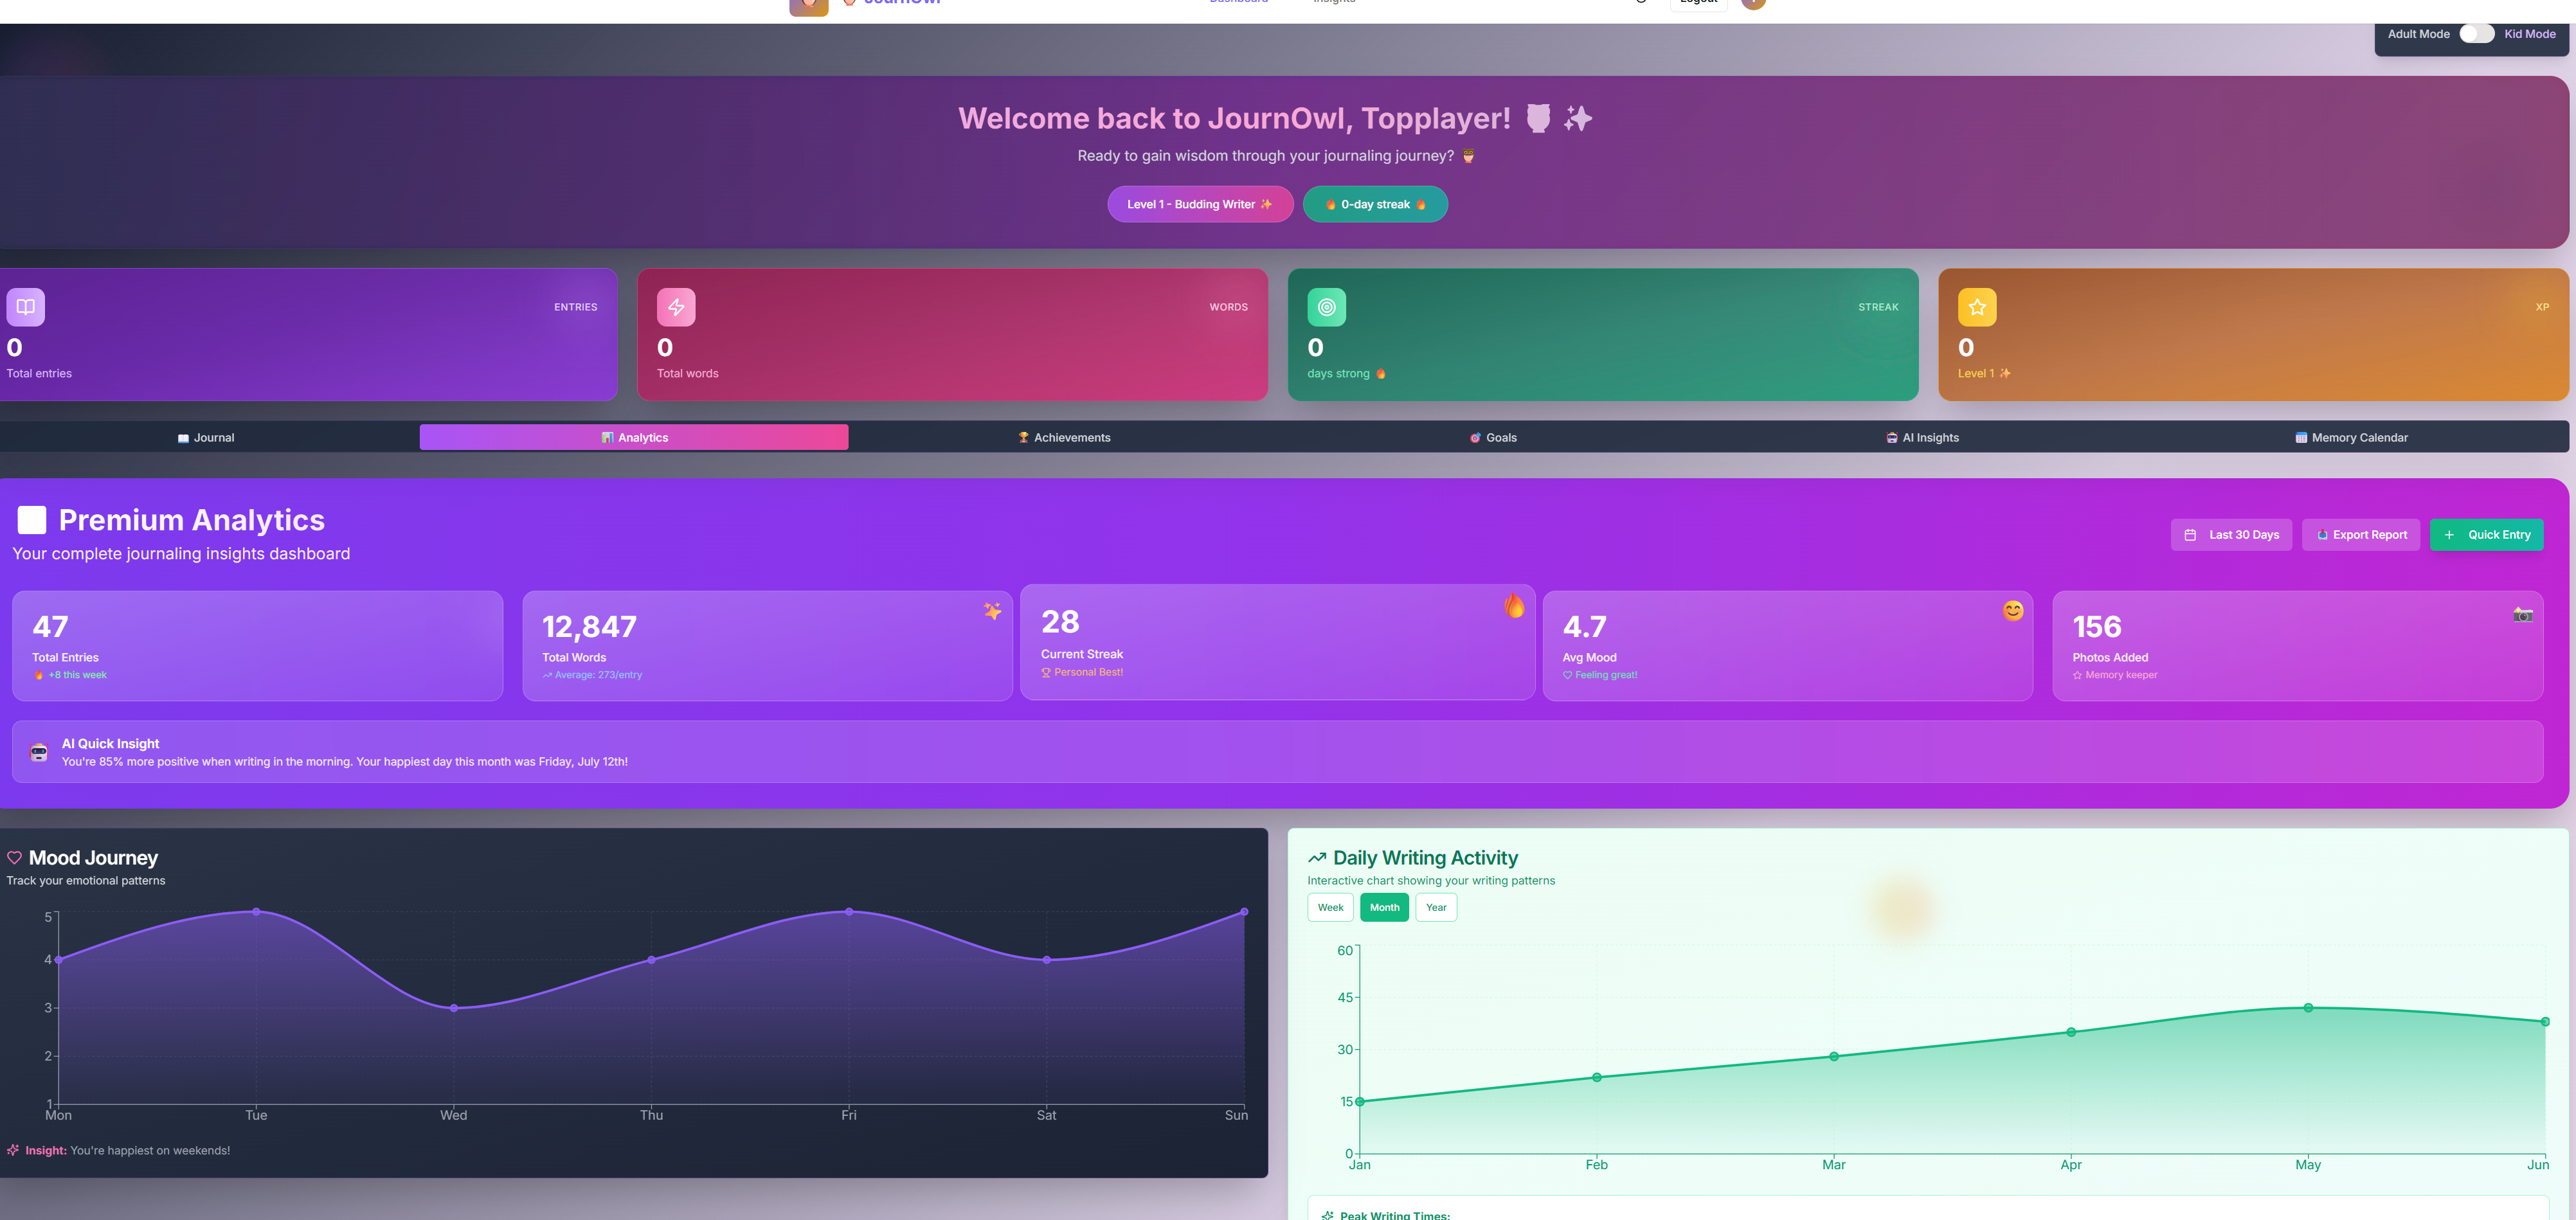 JournOwl
Dashboard
Insights
Logout
Adult Mode
Kid Mode
Welcome back to JournOwl, Topplayer! 🦉 ✨
Ready to gain wisdom through your journaling journey? 🦉
Level 1 - Budding Writer ✨
🔥 0-day streak 🔥
ENTRIES
0
Total entries
WORDS
0
Total words
STREAK
0
days strong 🔥
XP
0
Level 1 ✨
📖 Journal
📊 Analytics
🏆 Achievements
🎯 Goals
🤖 AI Insights
📅 Memory Calendar
Premium Analytics
Your complete journaling insights dashboard
Last 30 Days
Export Report
Quick Entry
47
Total Entries
🔥 +8 this week
12,847
Total Words
Average: 273/entry
28
Current Streak
Personal Best!
4.7
Avg Mood
Feeling great!
156
Photos Added
Memory keeper
AI Quick Insight
You're 85% more positive when writing in the morning. Your happiest day this month was Friday, July 12th!
Mood Journey
Track your emotional patterns
5
4
3
2
1
Mon Tue Wed Thu Fri Sat Sun
Insight: You're happiest on weekends!
Daily Writing Activity
Interactive chart showing your writing patterns
Week
Month
Year
60
45
30
15
0
Jan Feb Mar Apr May Jun
Peak Writing Times: